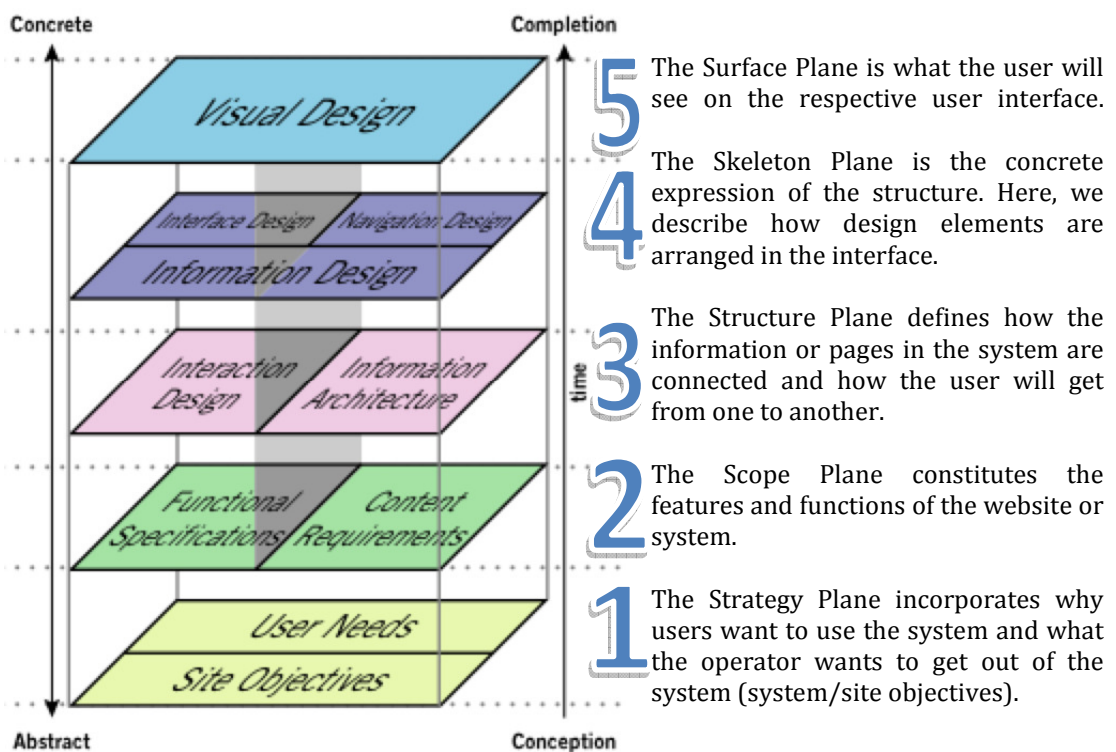 Concrete
Completion
Visual Design
Interface Design
Navigation Design
Information Design
Interaction
Design
Information
Architecture
Functional
Specifications
Content
Requirements
User Needs
Site Objectives
time
Abstract
Conception
5
The Surface Plane is what the user will
see on the respective user interface.
4
The Skeleton Plane is the concrete
expression of the structure. Here, we
describe how design elements are
arranged in the interface.
3
The Structure Plane defines how the
information or pages in the system are
connected and how the user will get
from one to another.
2
The Scope Plane constitutes the
features and functions of the website or
system.
1
The Strategy Plane incorporates why
users want to use the system and what
the operator wants to get out of the
system (system/site objectives).